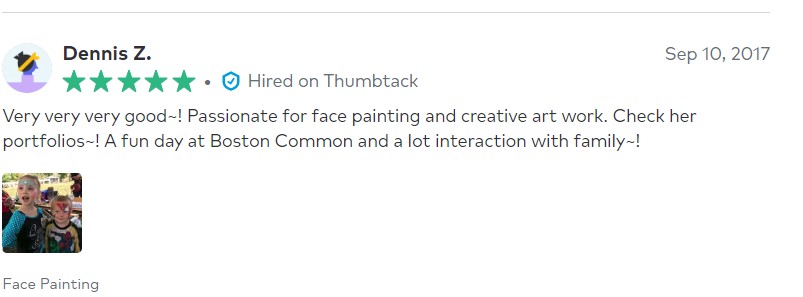 Dennis Z.
Sep 10, 2017
• Hired on Thumbtack
Very very very good~! Passionate for face painting and creative art work. Check her
portfolios~! A fun day at Boston Common and a lot interaction with family~!
Face Painting